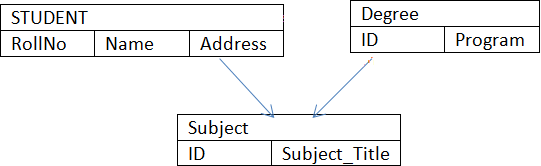 STUDENT
RollNo Name Address
Degree
ID Program
Subject
ID Subject_Title